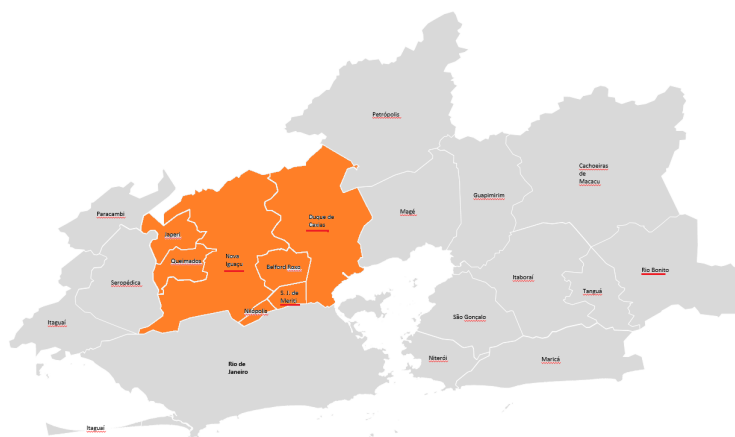 Petrópolis
Cachoeiras
de
Macacu
Guapimirim
Paracambi
Magé
Duque de
Caxias
Japeri
Queimados
Nova
Iguaçu
Belford Roxo
Seropédica
Itaboraí
Rio Bonito
Tanguá
S. J. de
Meriti
Nilópolis
São Gonçalo
Itaguaí
Niterói
Maricá
Rio de
Janeiro
Itaguaí